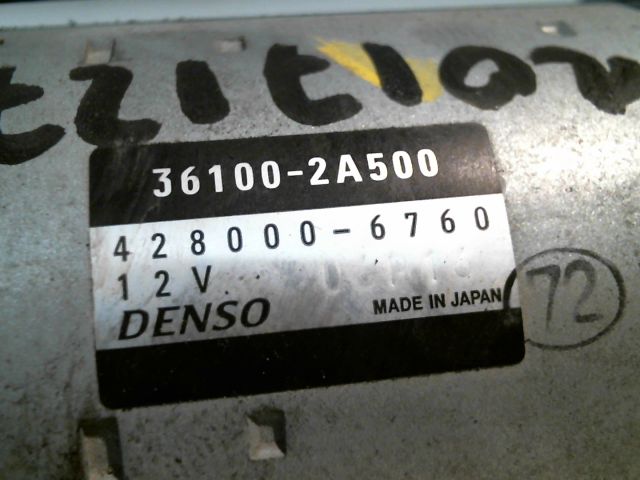 36100-2A500
428000-6760
12V
DENSO
MADE IN JAPAN
72